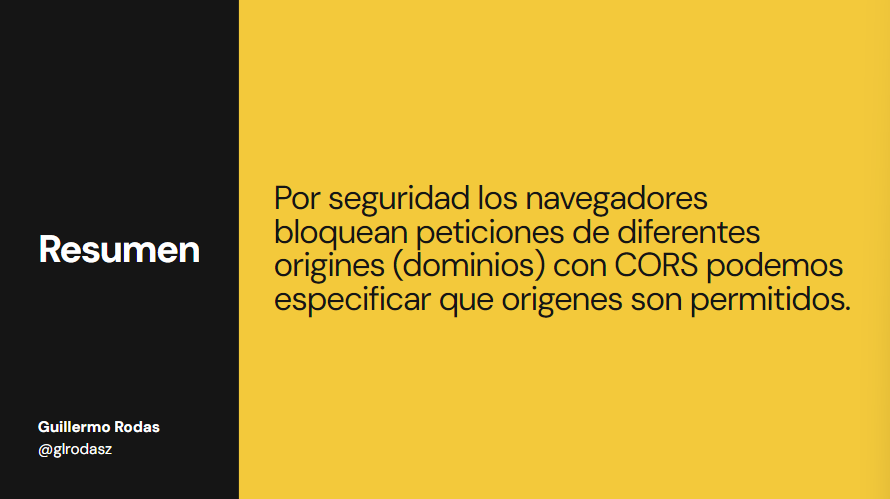 Resumen
Guillermo Rodas
@glrodasz
Por seguridad los navegadores
bloquean peticiones de diferentes
origines (dominios) con CORS podemos
especificar que origenes son permitidos.